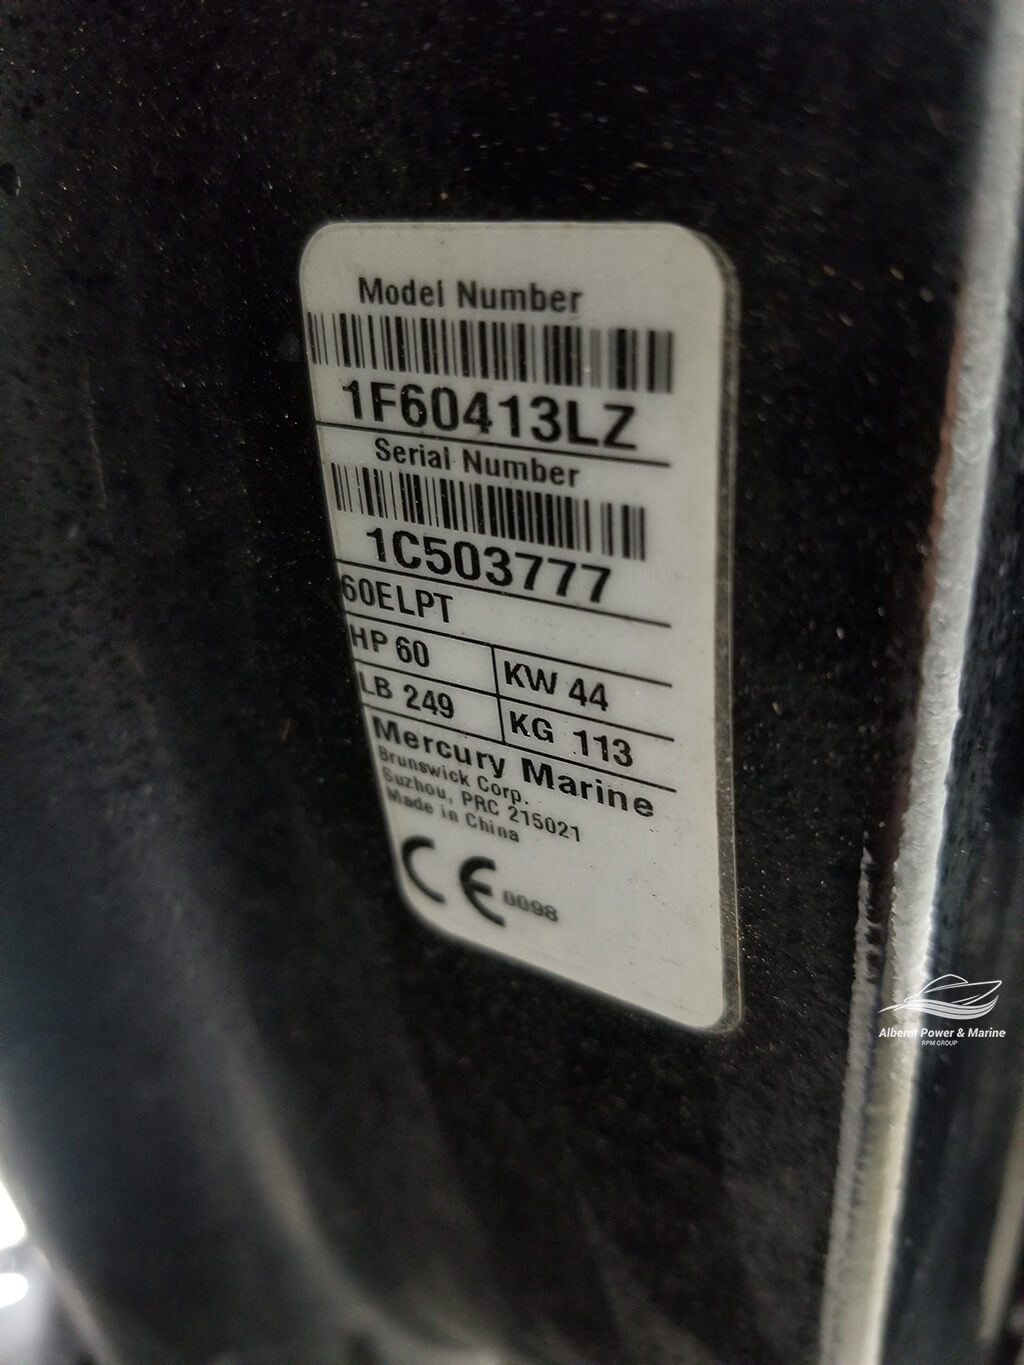 Model Number
1F60413LZ
Serial Number
1C503777
60ELPT
HP 60 KW 44
LB 249 KG 113
Mercury Marine
Brunswick Corp.
Suzhou, PRC 215021
Made in China
CE 0098
Alberni Power & Marine
RPM GROUP